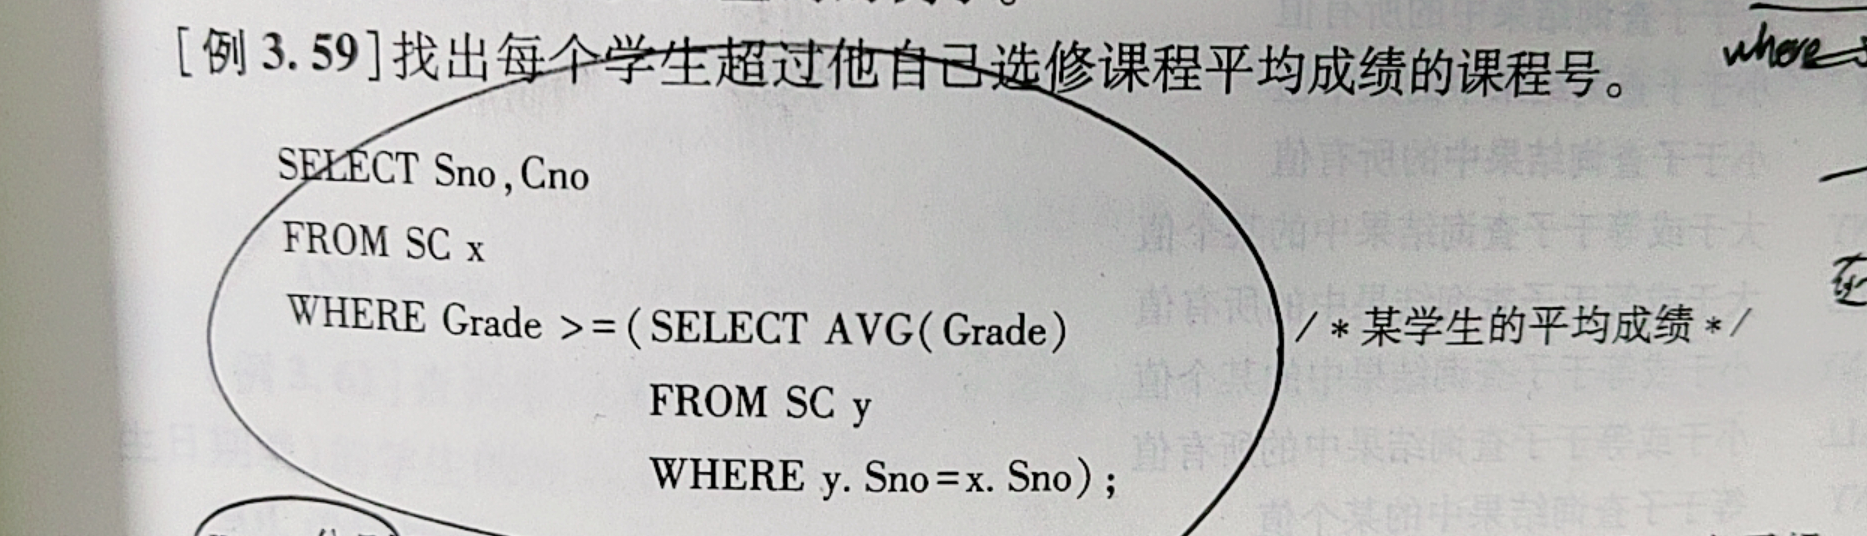 where
[例 3.59]找出每个学生超过他自己选修课程平均成绩的课程号。
SELECT Sno,Cno
FROM SC x
WHERE Grade >=(SELECT AVG(Grade) /*某学生的平均成绩*/
FROM SC y
WHERE y. Sno=x. Sno);